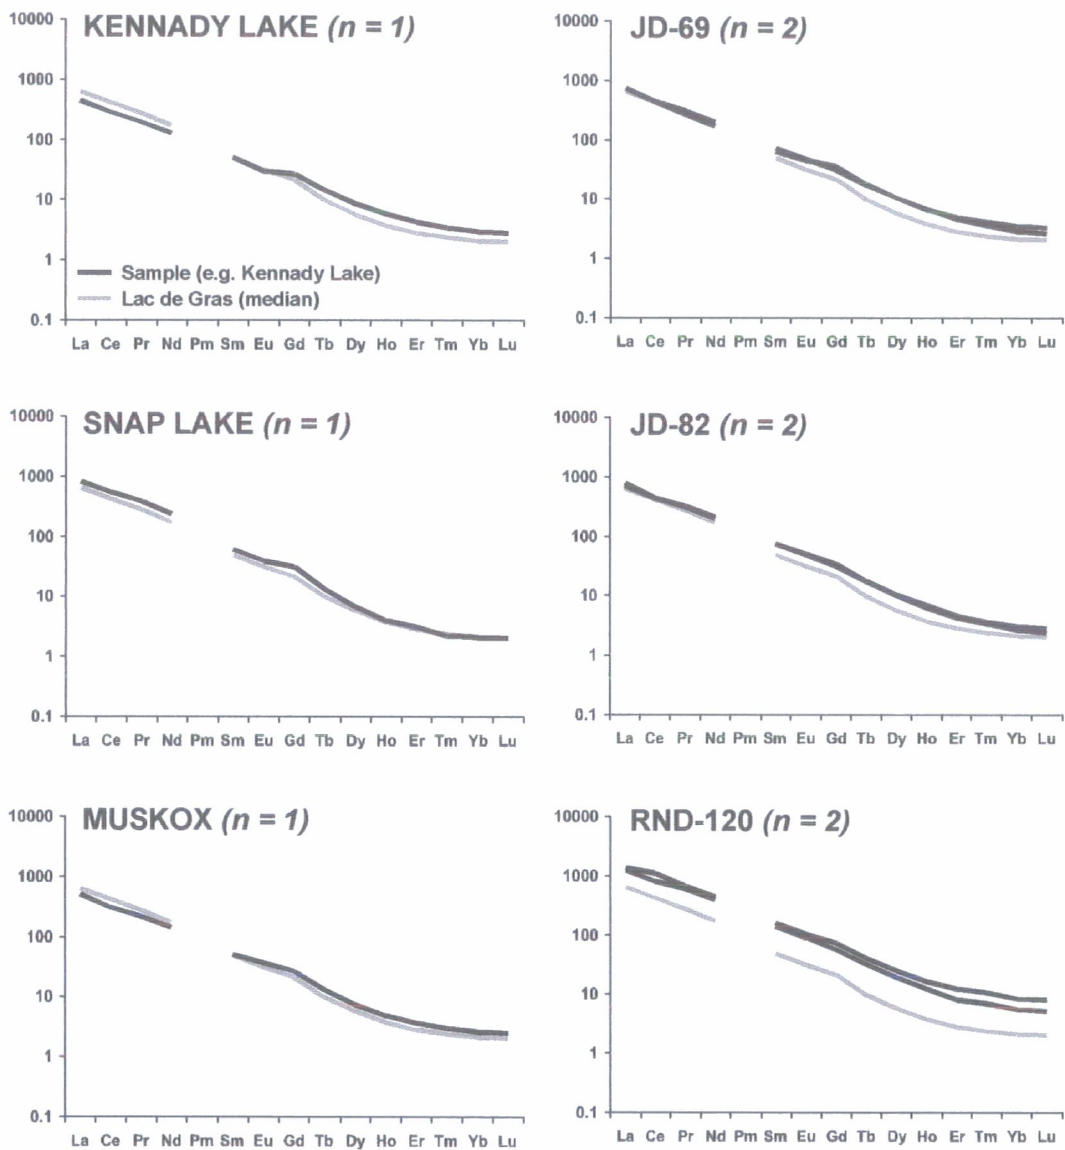 KENNADY LAKE (n = 1)
10000
1000
100
10
1
0.1
Sample (e.g. Kennady Lake)
Lac de Gras (median)
La Ce Pr Nd Pm Sm Eu Gd Tb Dy Ho Er Tm Yb Lu
JD-69 (n = 2)
10000
1000
100
10
1
0.1
La Ce Pr Nd Pm Sm Eu Gd Tb Dy Ho Er Tm Yb Lu
SNAP LAKE (n = 1)
10000
1000
100
10
1
0.1
La Ce Pr Nd Pm Sm Eu Gd Tb Dy Ho Er Tm Yb Lu
JD-82 (n = 2)
10000
1000
100
10
1
0.1
La Ce Pr Nd Pm Sm Eu Gd Tb Dy Ho Er Tm Yb Lu
MUSKOX (n = 1)
10000
1000
100
10
1
0.1
La Ce Pr Nd Pm Sm Eu Gd Tb Dy Ho Er Tm Yb Lu
RND-120 (n = 2)
10000
1000
100
10
1
0.1
La Ce Pr Nd Pm Sm Eu Gd Tb Dy Ho Er Tm Yb Lu